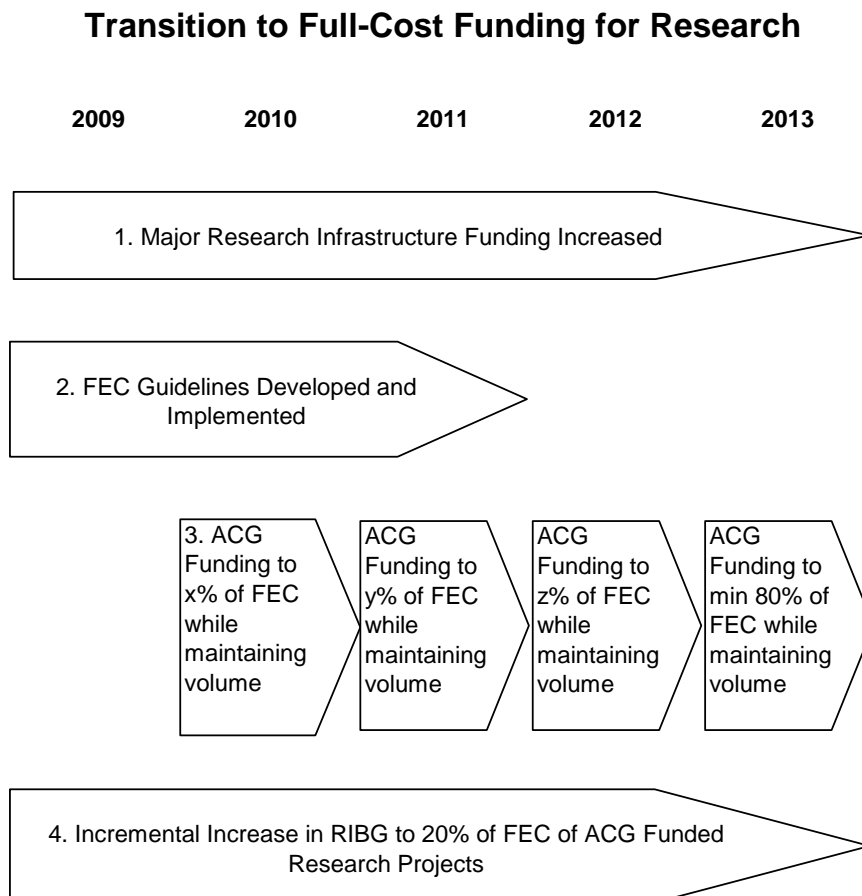 Transition to Full-Cost Funding for Research
2009 2010 2011 2012 2013
1. Major Research Infrastructure Funding Increased
2. FEC Guidelines Developed and
Implemented
3. ACG
Funding to
x% of FEC
while
maintaining
volume
ACG
Funding to
y% of FEC
while
maintaining
volume
ACG
Funding to
z% of FEC
while
maintaining
volume
ACG
Funding to
min 80% of
FEC while
maintaining
volume
4. Incremental Increase in RIBG to 20% of FEC of ACG Funded
Research Projects